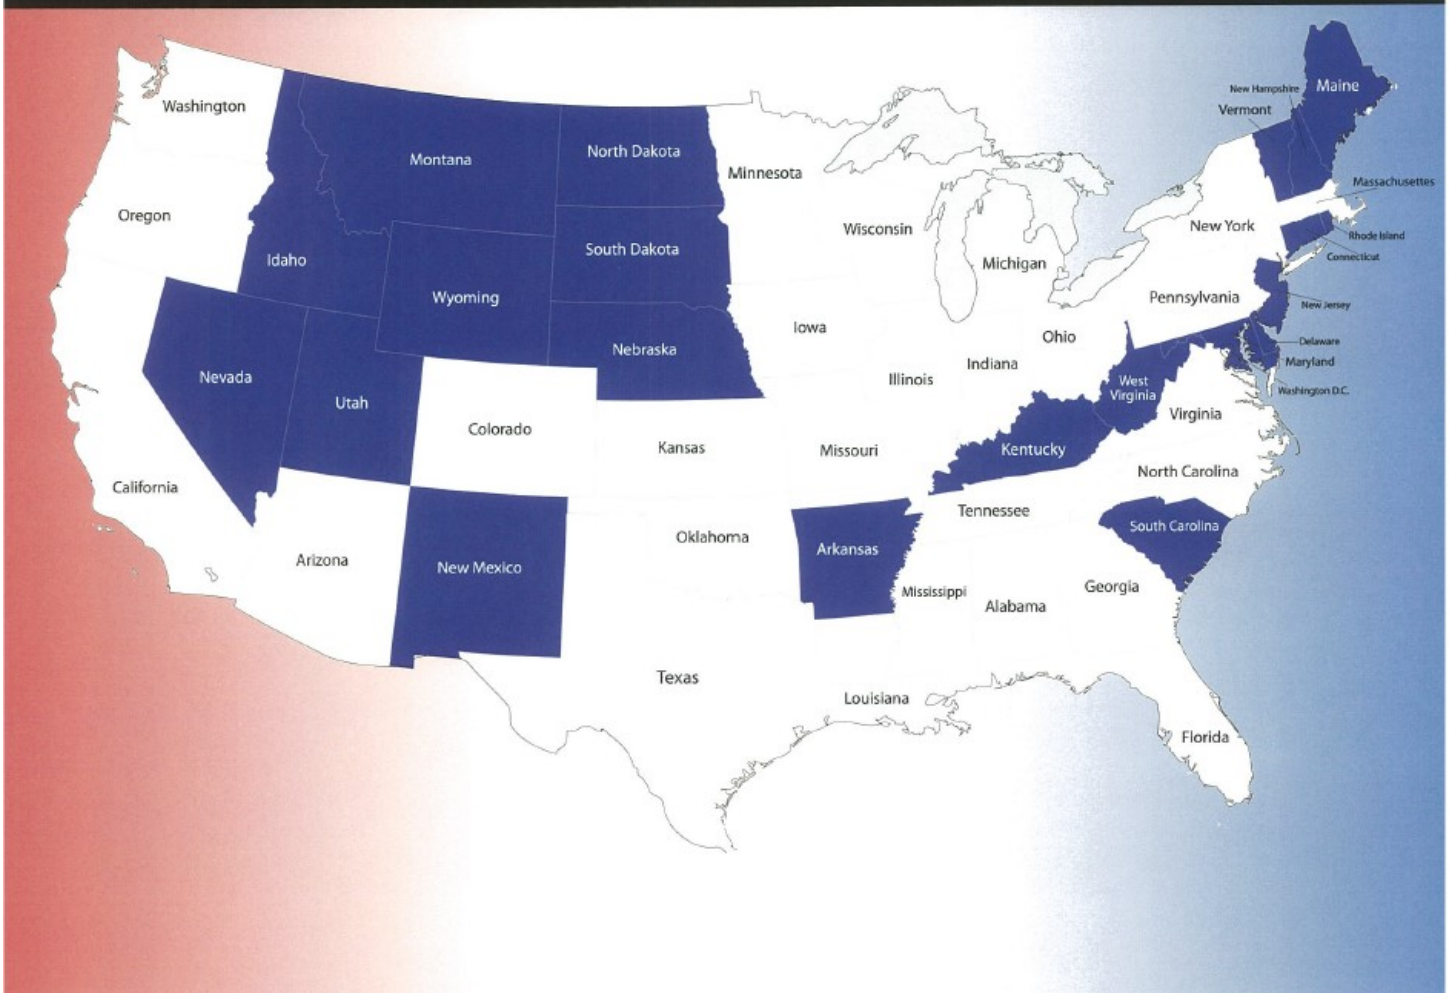 Maine
New Hampshire
Washington
Vermont
North Dakota
Montana
Minnesota
Massachusettes
Oregon
New York
Wisconsin
Rhode Island
South Dakota
Connecticut
Idaho
Michigan
Wyoming
Pennsylvania
New Jersey
Iowa
Ohio
Delaware
Nebraska
Maryland
Indiana
Nevada
Illinois
West
Virginia
Washington D.C.
Utah
Virginia
Colorado
Kansas
Missouri
Kentucky
North Carolina
California
Tennessee
South Carolina
Oklahoma
Arkansas
Arizona
New Mexico
Mississippi
Georgia
Alabama
Texas
Louisiana
Florida